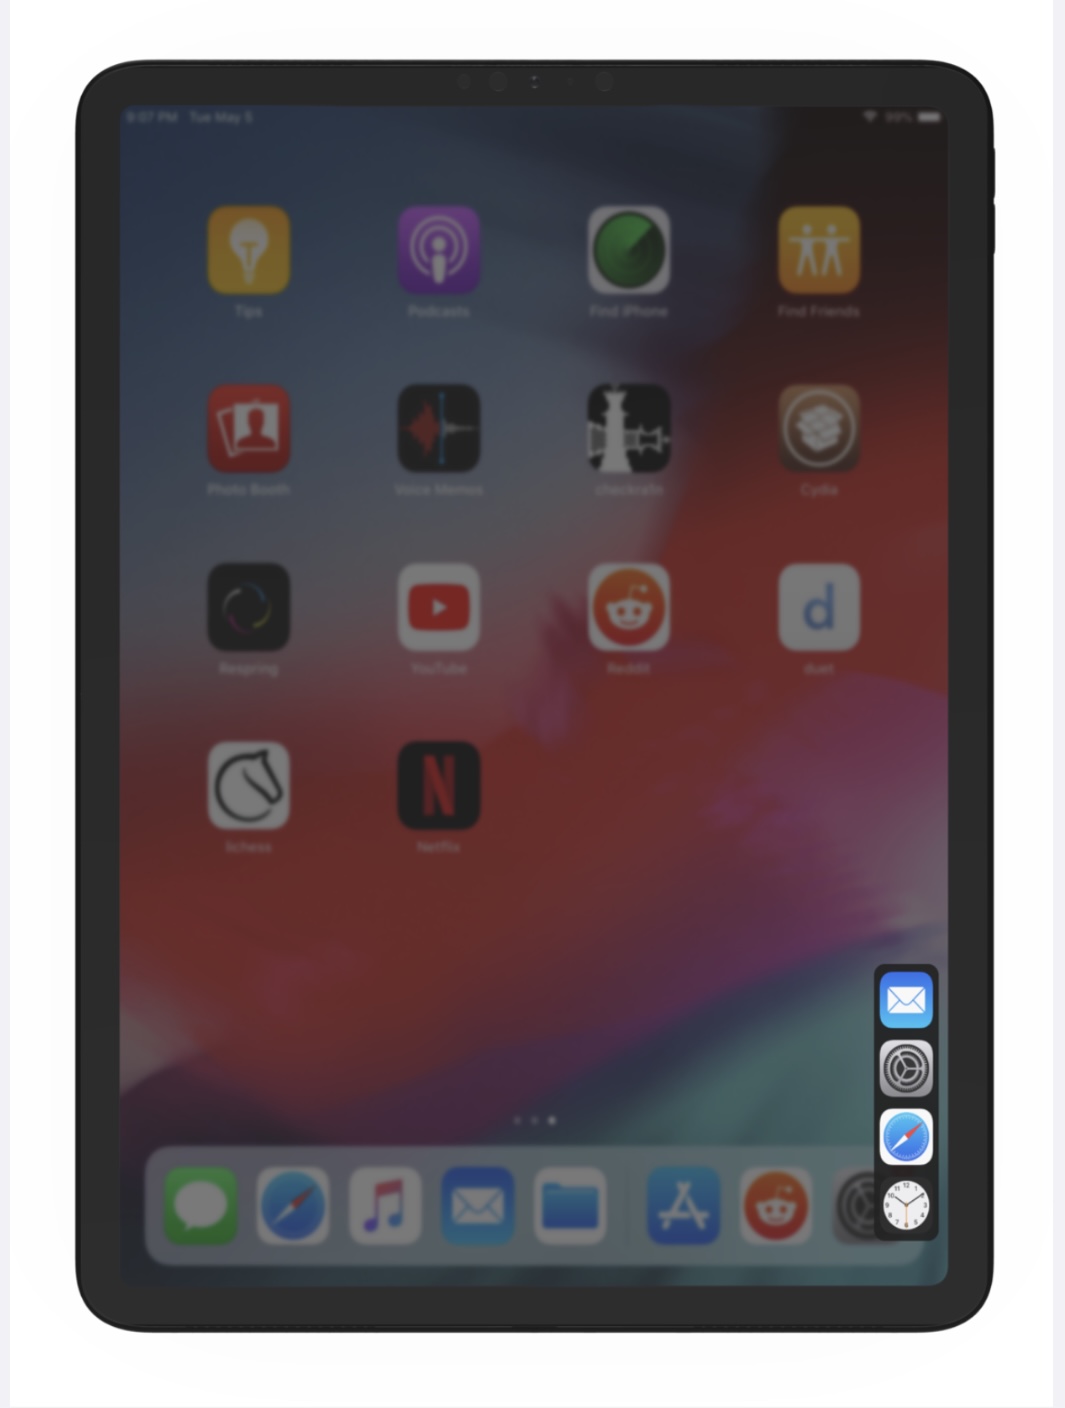 9:07 PM Tue May 5
99%
Tips
Podcasts
Find iPhone
Find Friends
Photo Booth
Voice Memos
checkra1n
Cydia
Respring
YouTube
Reddit
d
duet
lichess
N
Netflix